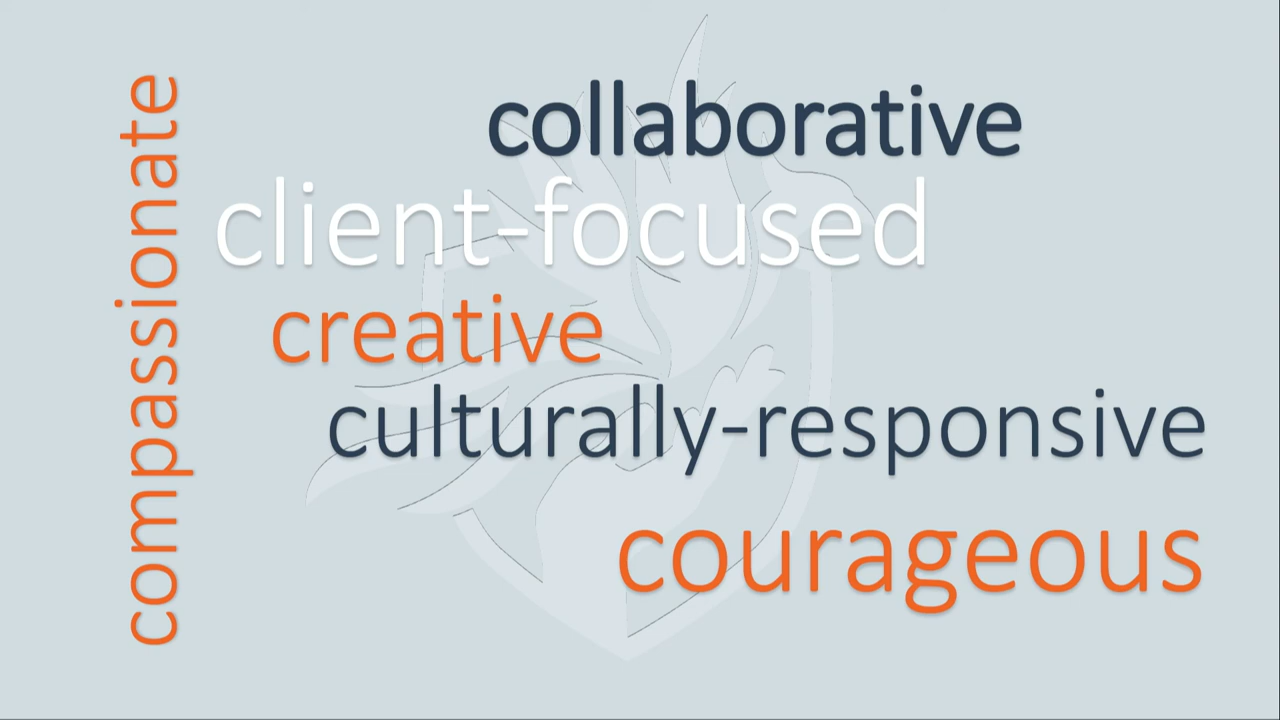 compassionate
collaborative
client-focused
creative
culturally-responsive
courageous